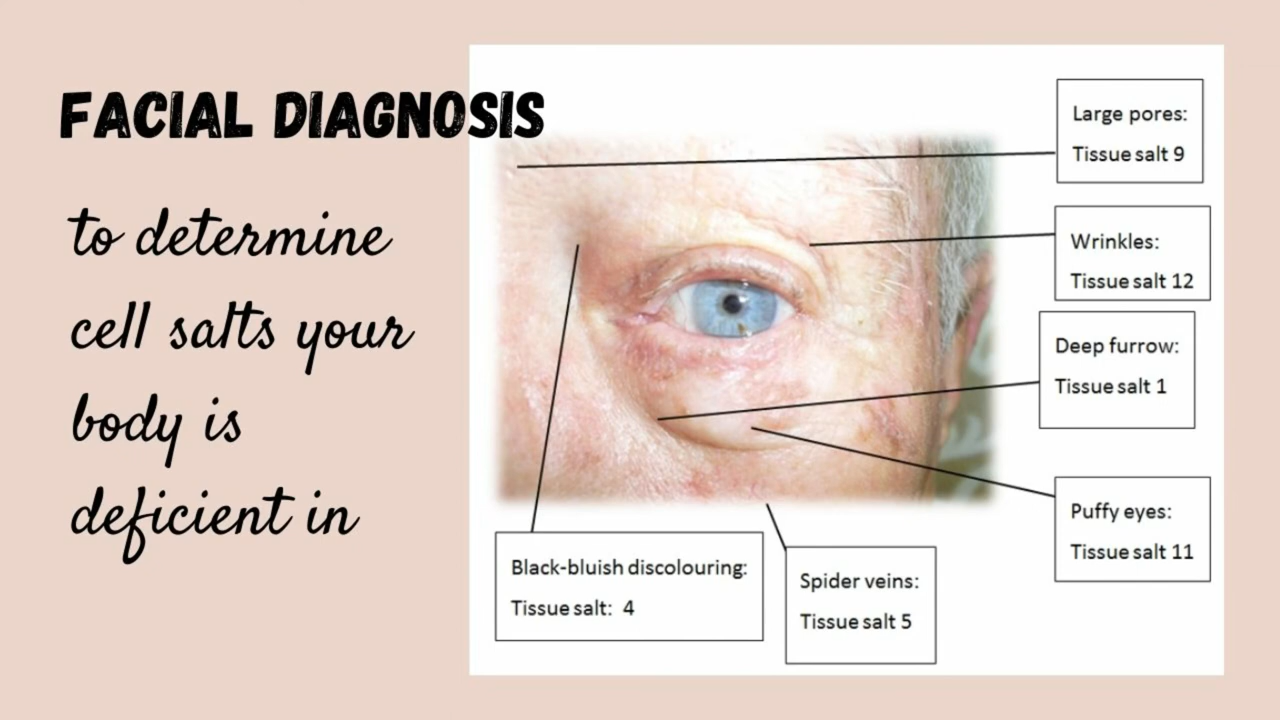 FACIAL DIAGNOSIS
to determine
cell salts your
body is
deficient in
Large pores:
Tissue salt 9
Wrinkles:
Tissue salt 12
Deep furrow:
Tissue salt 1
Puffy eyes:
Tissue salt 11
Black-bluish discolouring:
Tissue salt: 4
Spider veins:
Tissue salt 5